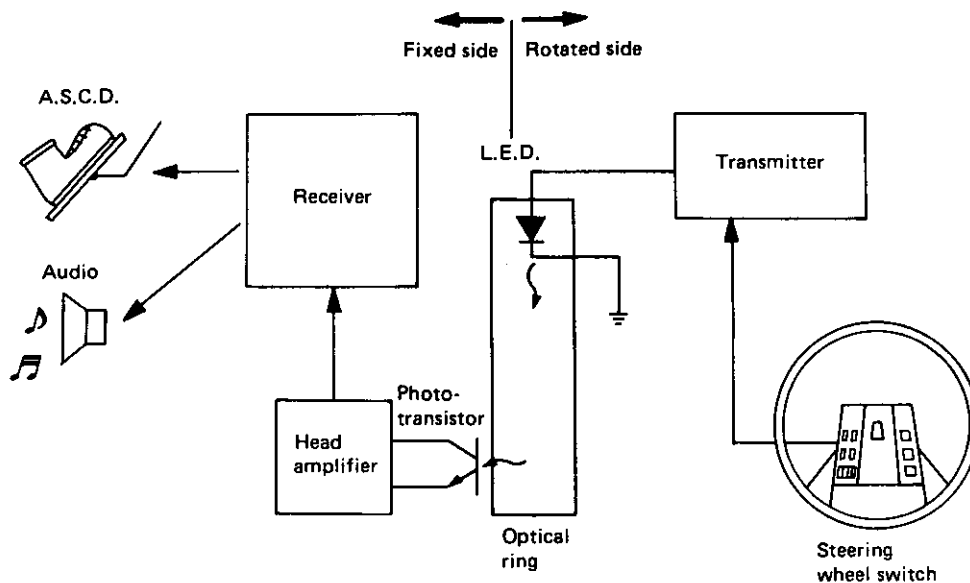 Fixed side
Rotated side
A.S.C.D.
L.E.D.
Transmitter
Receiver
Audio
Photo-
transistor
Head
amplifier
Optical
ring
Steering
wheel switch